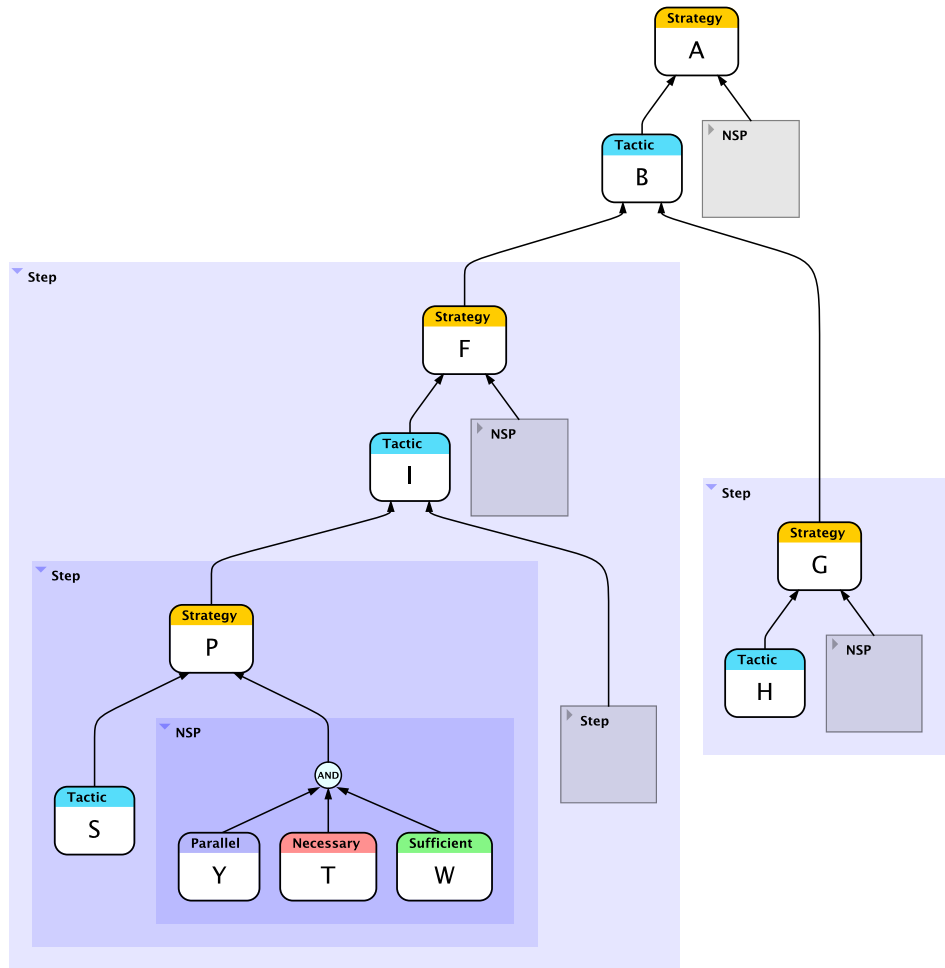 Strategy
A
Tactic
B
NSP
Step
Strategy
F
Tactic
I
NSP
Step
Strategy
G
Tactic
H
NSP
Step
Strategy
P
Tactic
S
NSP
AND
Parallel
Y
Necessary
T
Sufficient
W
Step